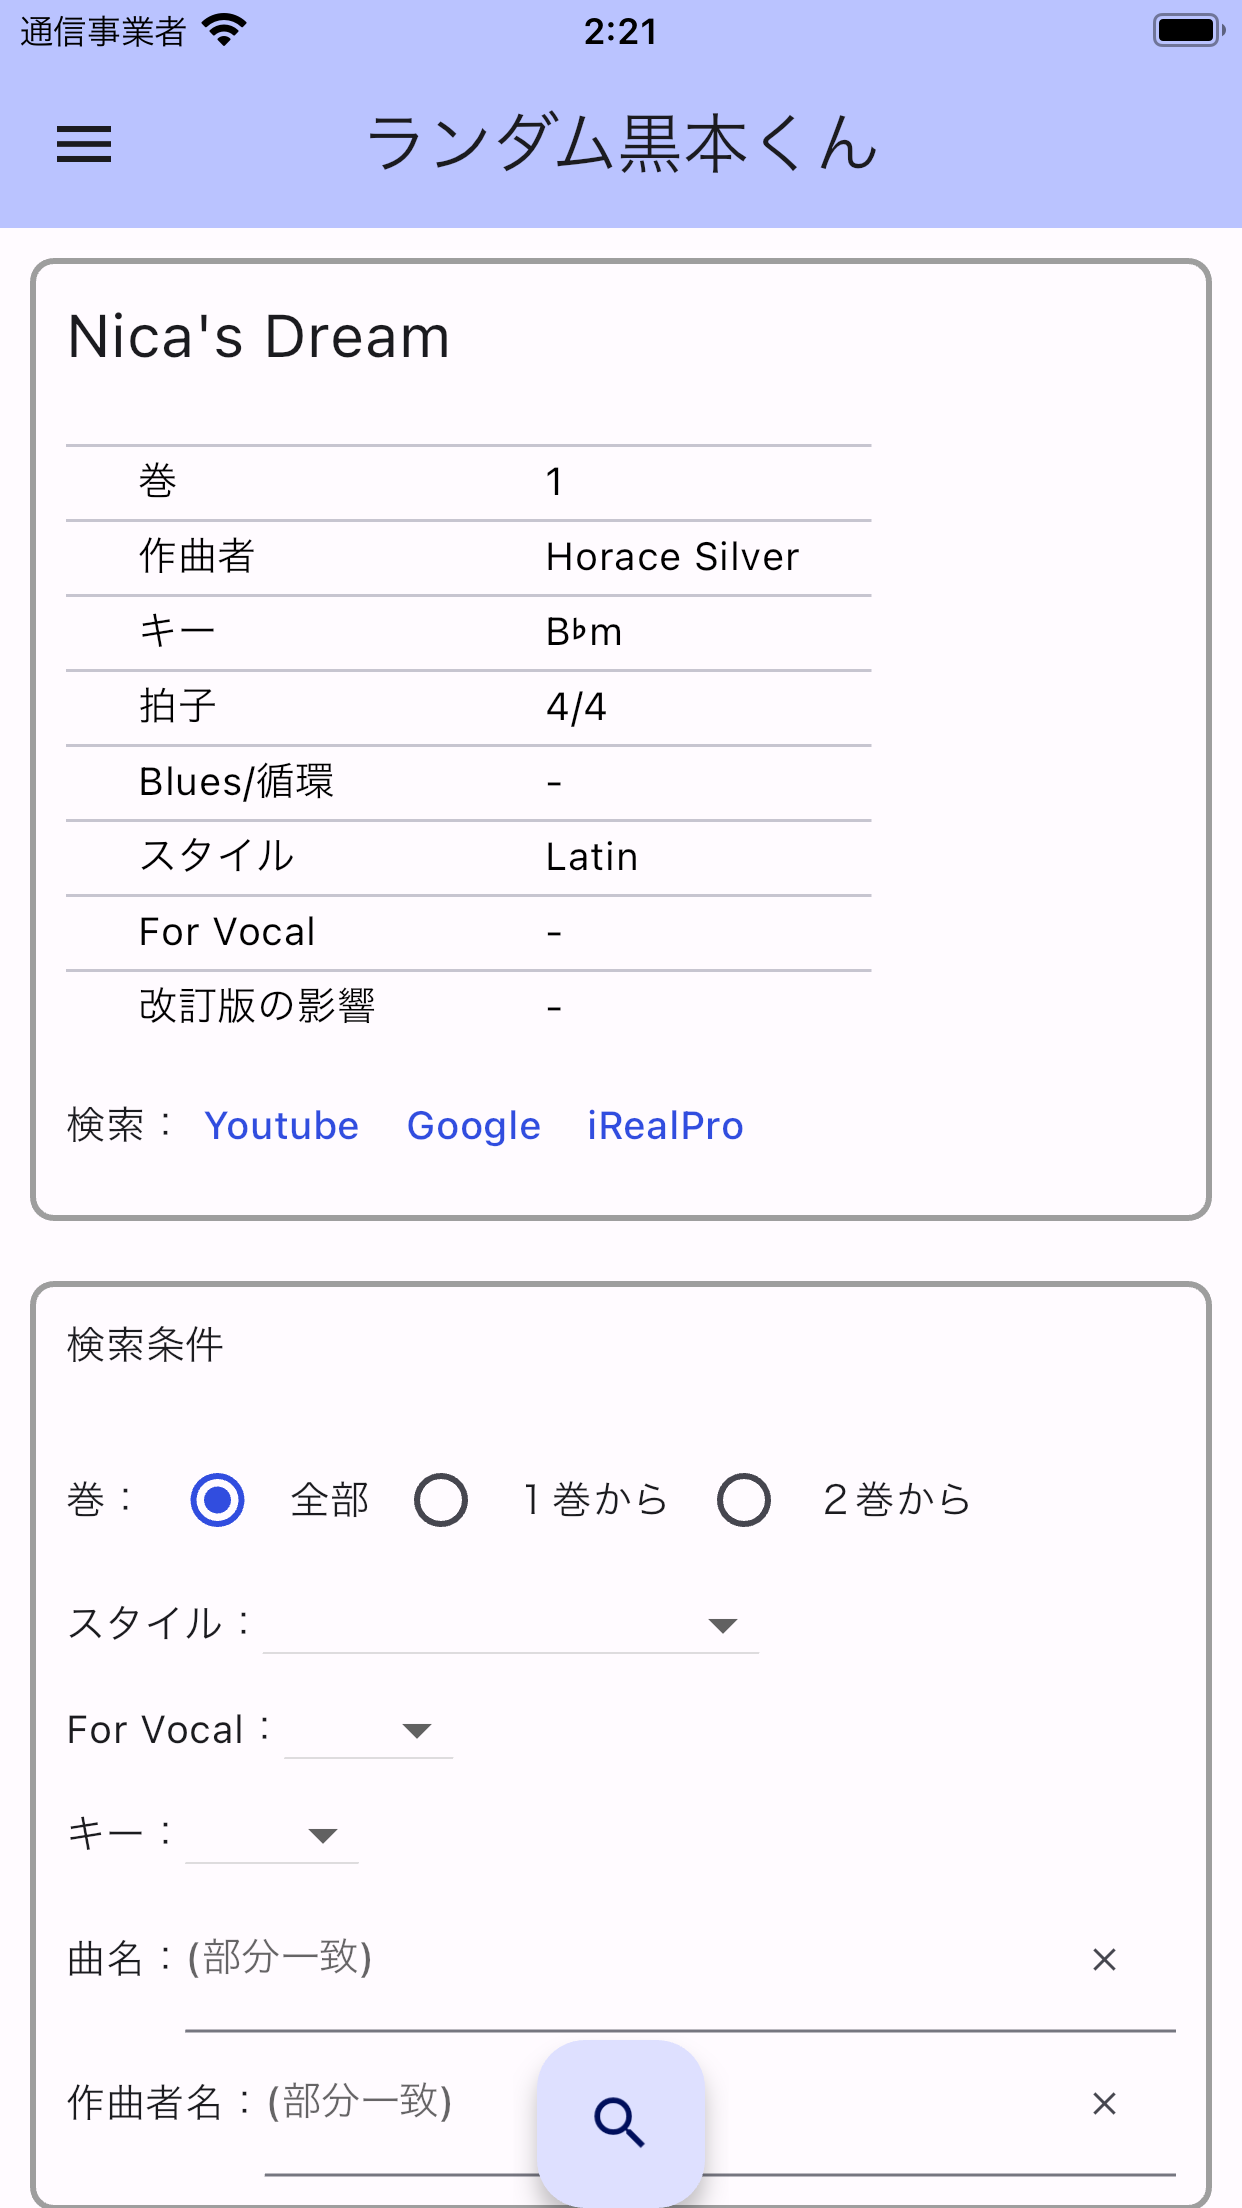 通信事業者 2:21
ランダム黒本くん
Nica's Dream
巻 1
作曲者 Horace Silver
キー B♭m
拍子 4/4
Blues/循環 -
スタイル Latin
For Vocal -
改訂版の影響 -
検索： Youtube Google iRealPro
検索条件
巻： 全部 １巻から ２巻から
スタイル：
For Vocal：
キー：
曲名：(部分一致)
作曲者名：(部分一致)